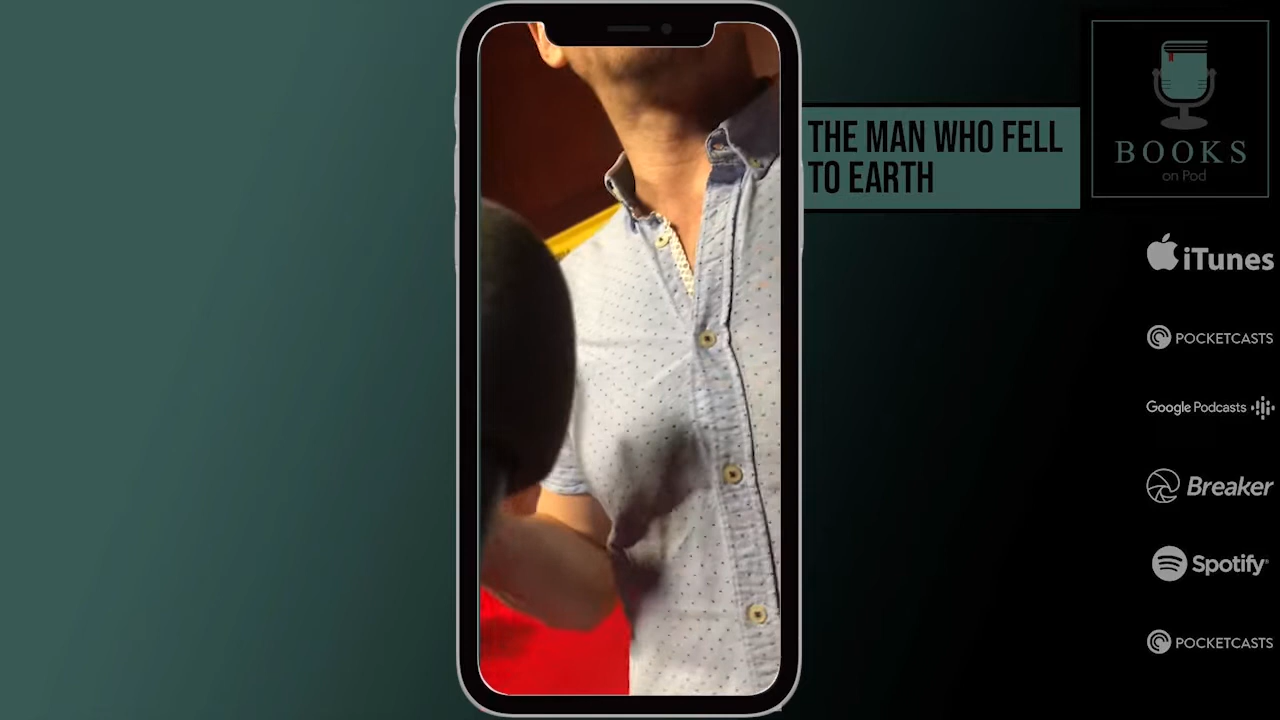 THE MAN WHO FELL
TO EARTH
BOOKS
on Pod
iTunes
POCKETCASTS
Google Podcasts
Breaker
Spotify
POCKETCASTS